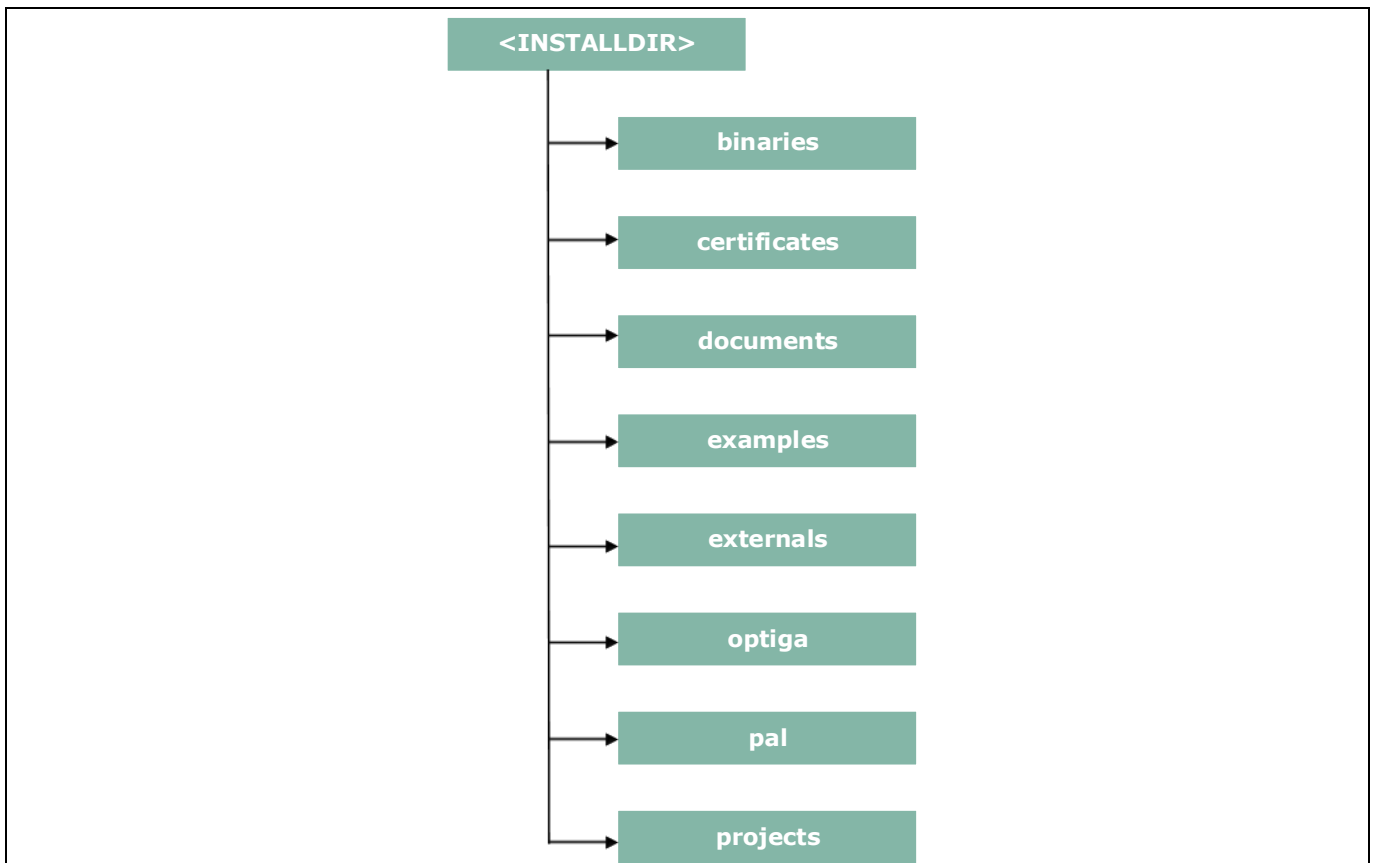 <INSTALLDIR>
binaries
certificates
documents
examples
externals
optiga
pal
projects